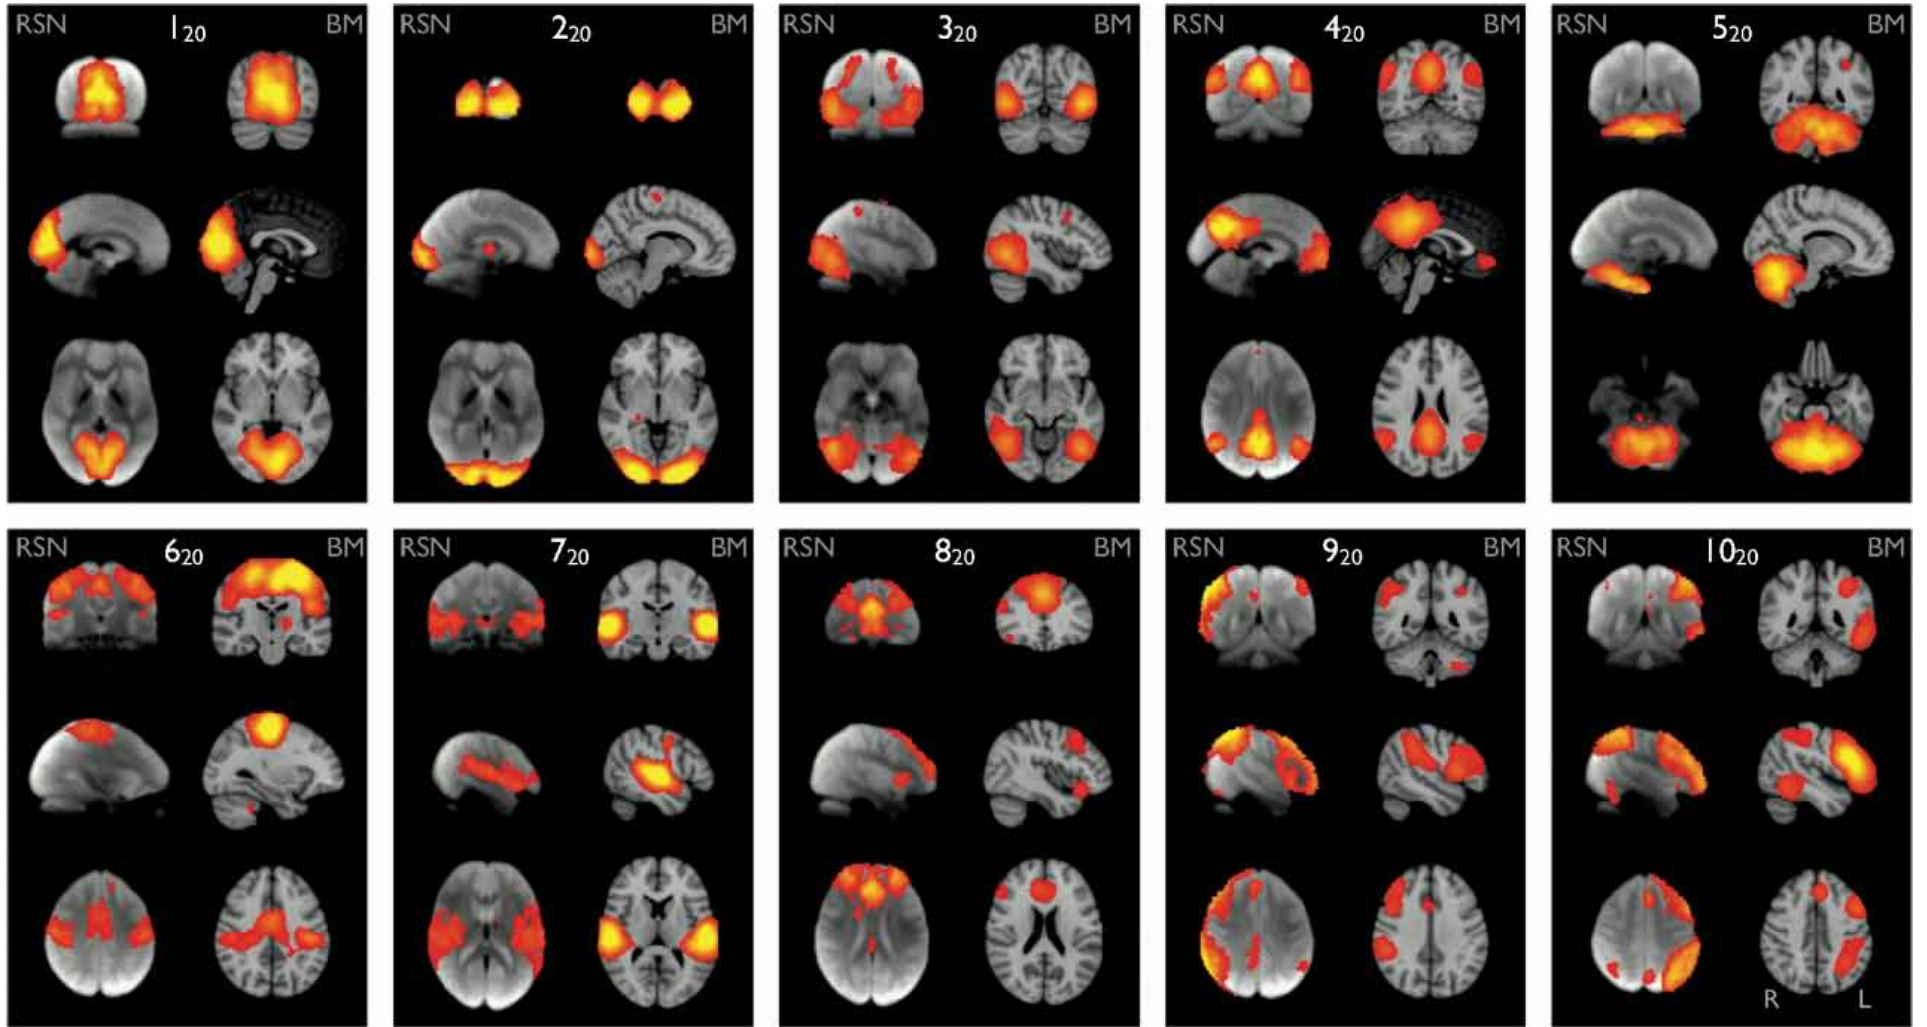 RSN 1₂₀ BM
RSN 2₂₀ BM
RSN 3₂₀ BM
RSN 4₂₀ BM
RSN 5₂₀ BM
RSN 6₂₀ BM
RSN 7₂₀ BM
RSN 8₂₀ BM
RSN 9₂₀ BM
RSN 10₂₀ BM
R L